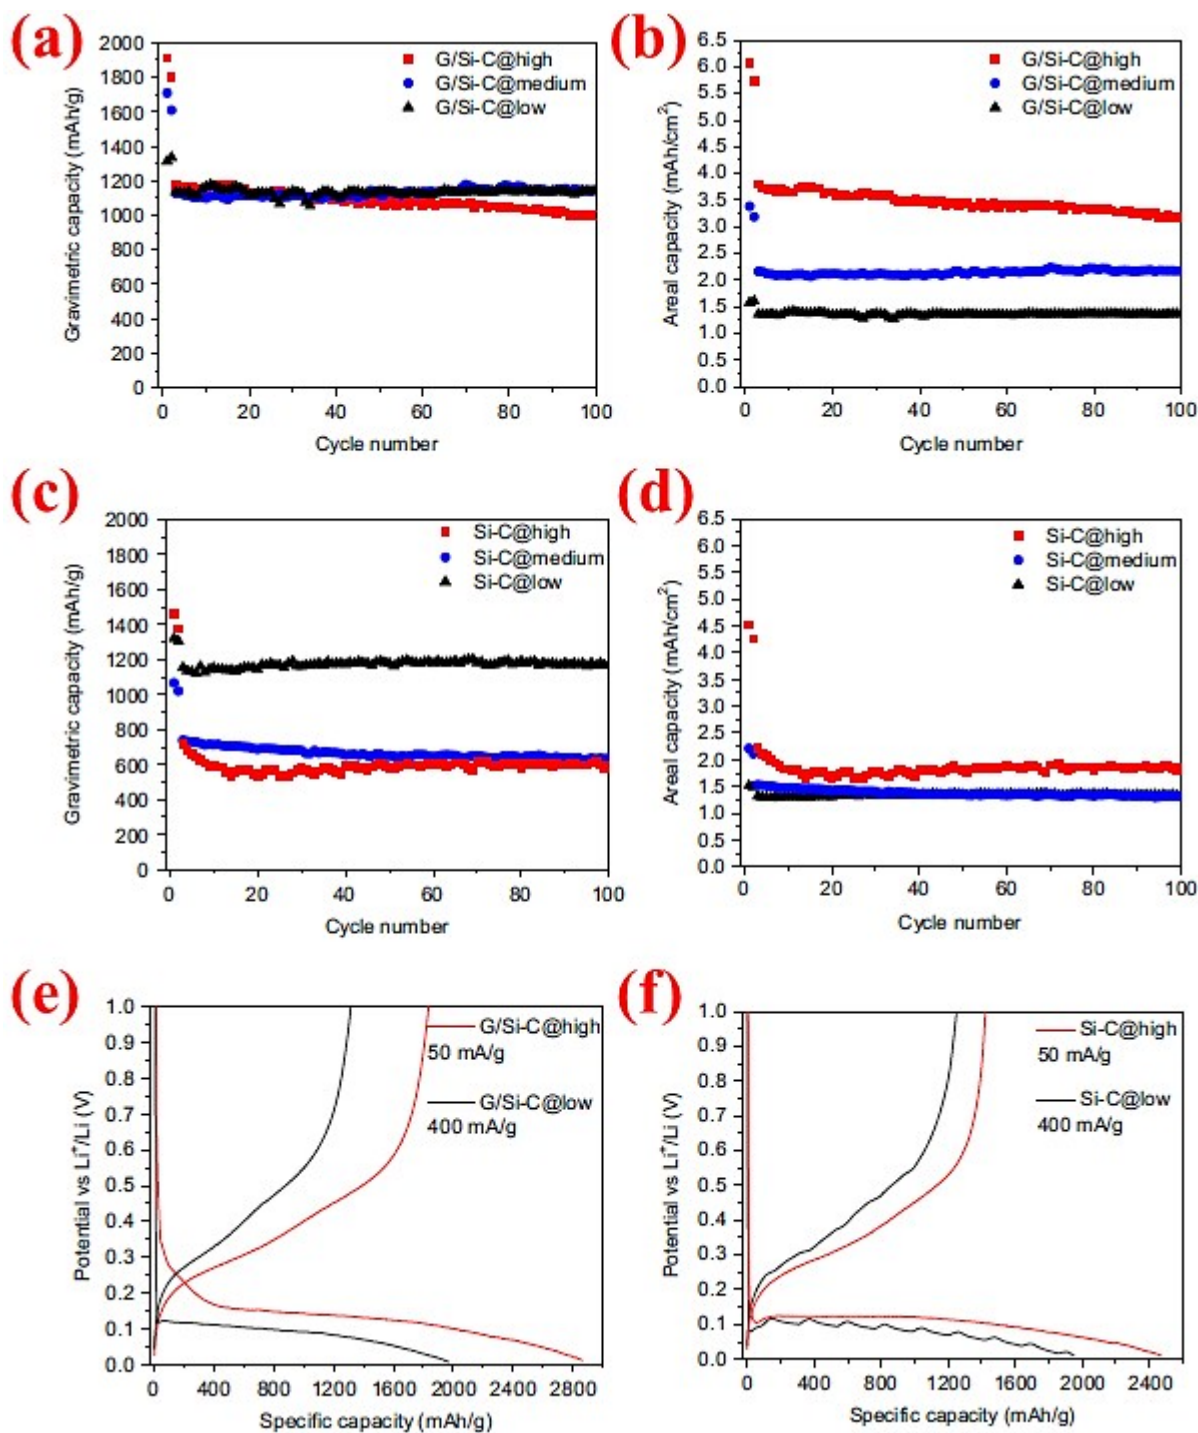 (a)
2000
1800
1600
1400
1200
1000
800
600
400
200
0
Gravimetric capacity (mAh/g)
G/Si-C@high
G/Si-C@medium
G/Si-C@low
0 20 40 60 80 100
Cycle number
(b)
6.5
6.0
5.5
5.0
4.5
4.0
3.5
3.0
2.5
2.0
1.5
1.0
0.5
0.0
Areal capacity (mAh/cm²)
G/Si-C@high
G/Si-C@medium
G/Si-C@low
0 20 40 60 80 100
Cycle number
(c)
2000
1800
1600
1400
1200
1000
800
600
400
200
0
Gravimetric capacity (mAh/g)
Si-C@high
Si-C@medium
Si-C@low
0 20 40 60 80 100
Cycle number
(d)
6.5
6.0
5.5
5.0
4.5
4.0
3.5
3.0
2.5
2.0
1.5
1.0
0.5
0.0
Areal capacity (mAh/cm²)
Si-C@high
Si-C@medium
Si-C@low
0 20 40 60 80 100
Cycle number
(e)
1.0
0.9
0.8
0.7
0.6
0.5
0.4
0.3
0.2
0.1
0.0
Potential vs Li⁺/Li (V)
G/Si-C@high
50 mA/g
G/Si-C@low
400 mA/g
0 400 800 1200 1600 2000 2400 2800
Specific capacity (mAh/g)
(f)
1.0
0.9
0.8
0.7
0.6
0.5
0.4
0.3
0.2
0.1
0.0
Potential vs Li⁺/Li (V)
Si-C@high
50 mA/g
Si-C@low
400 mA/g
0 400 800 1200 1600 2000 2400
Specific capacity (mAh/g)